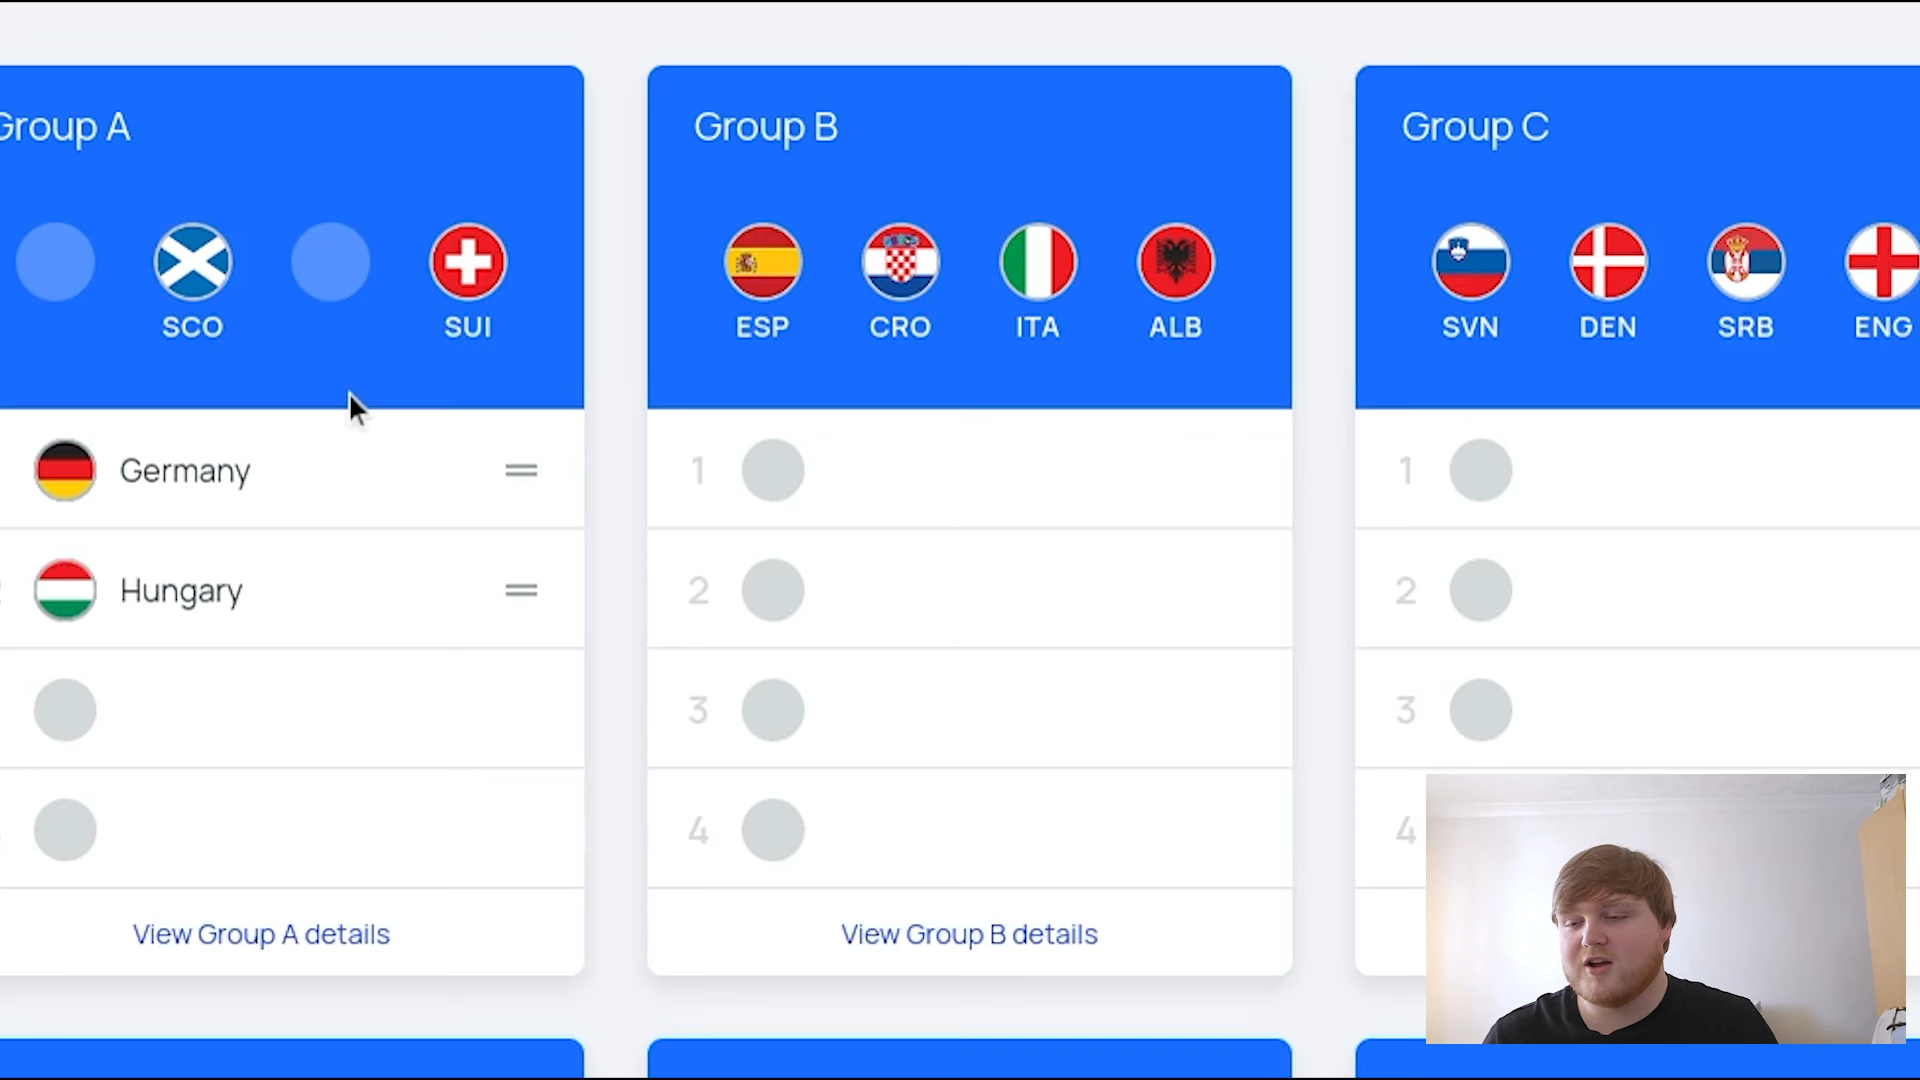 Group A
SCO
SUI
Germany
Hungary
View Group A details
Group B
ESP
CRO
ITA
ALB
1
2
3
4
View Group B details
Group C
SVN
DEN
SRB
ENG
1
2
3
4